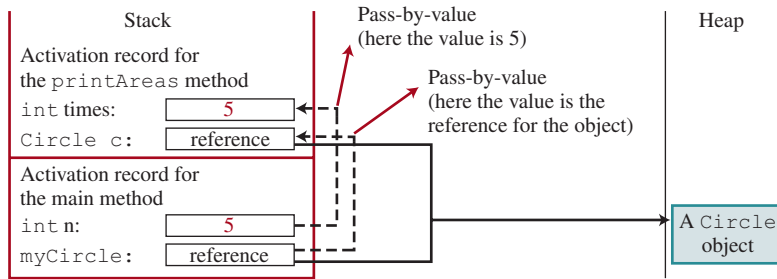 Stack
Activation record for
the printAreas method
int times: 5
Circle c: reference
Activation record for
the main method
int n: 5
myCircle: reference
Pass-by-value
(here the value is 5)
Pass-by-value
(here the value is the
reference for the object)
Heap
A Circle
object